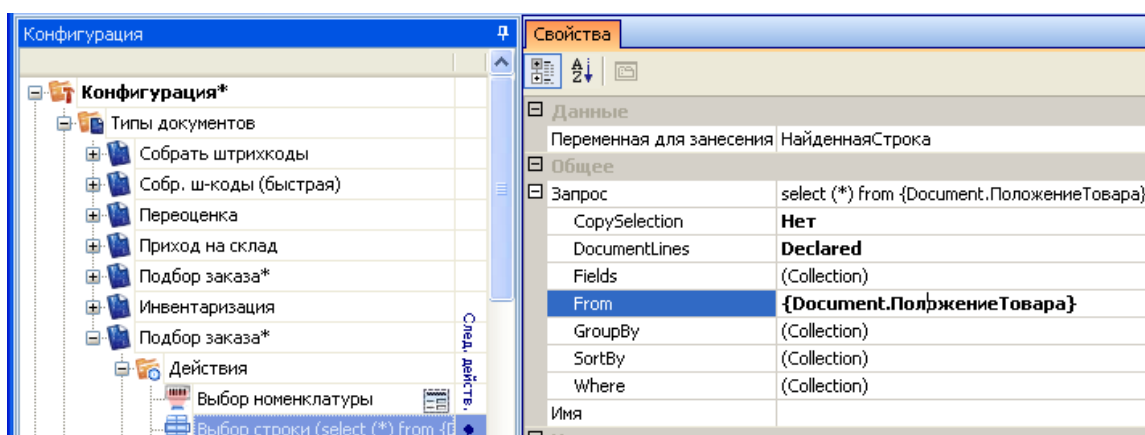 Конфигурация
Конфигурация*
Типы документов
Собрать штрихкоды
Собр. ш-коды (быстрая)
Переоценка
Приход на склад
Подбор заказа*
Инвентаризация
Подбор заказа*
Действия
Выбор номенклатуры
Выбор строки (select (*) from {
След. действ.
Свойства
Данные
Переменная для занесения НайденнаяСтрока
Общее
Запрос select (*) from {Document.ПоложениеТовара}
CopySelection Нет
DocumentLines Declared
Fields (Collection)
From {Document.ПоложениеТовара}
GroupBy (Collection)
SortBy (Collection)
Where (Collection)
Имя